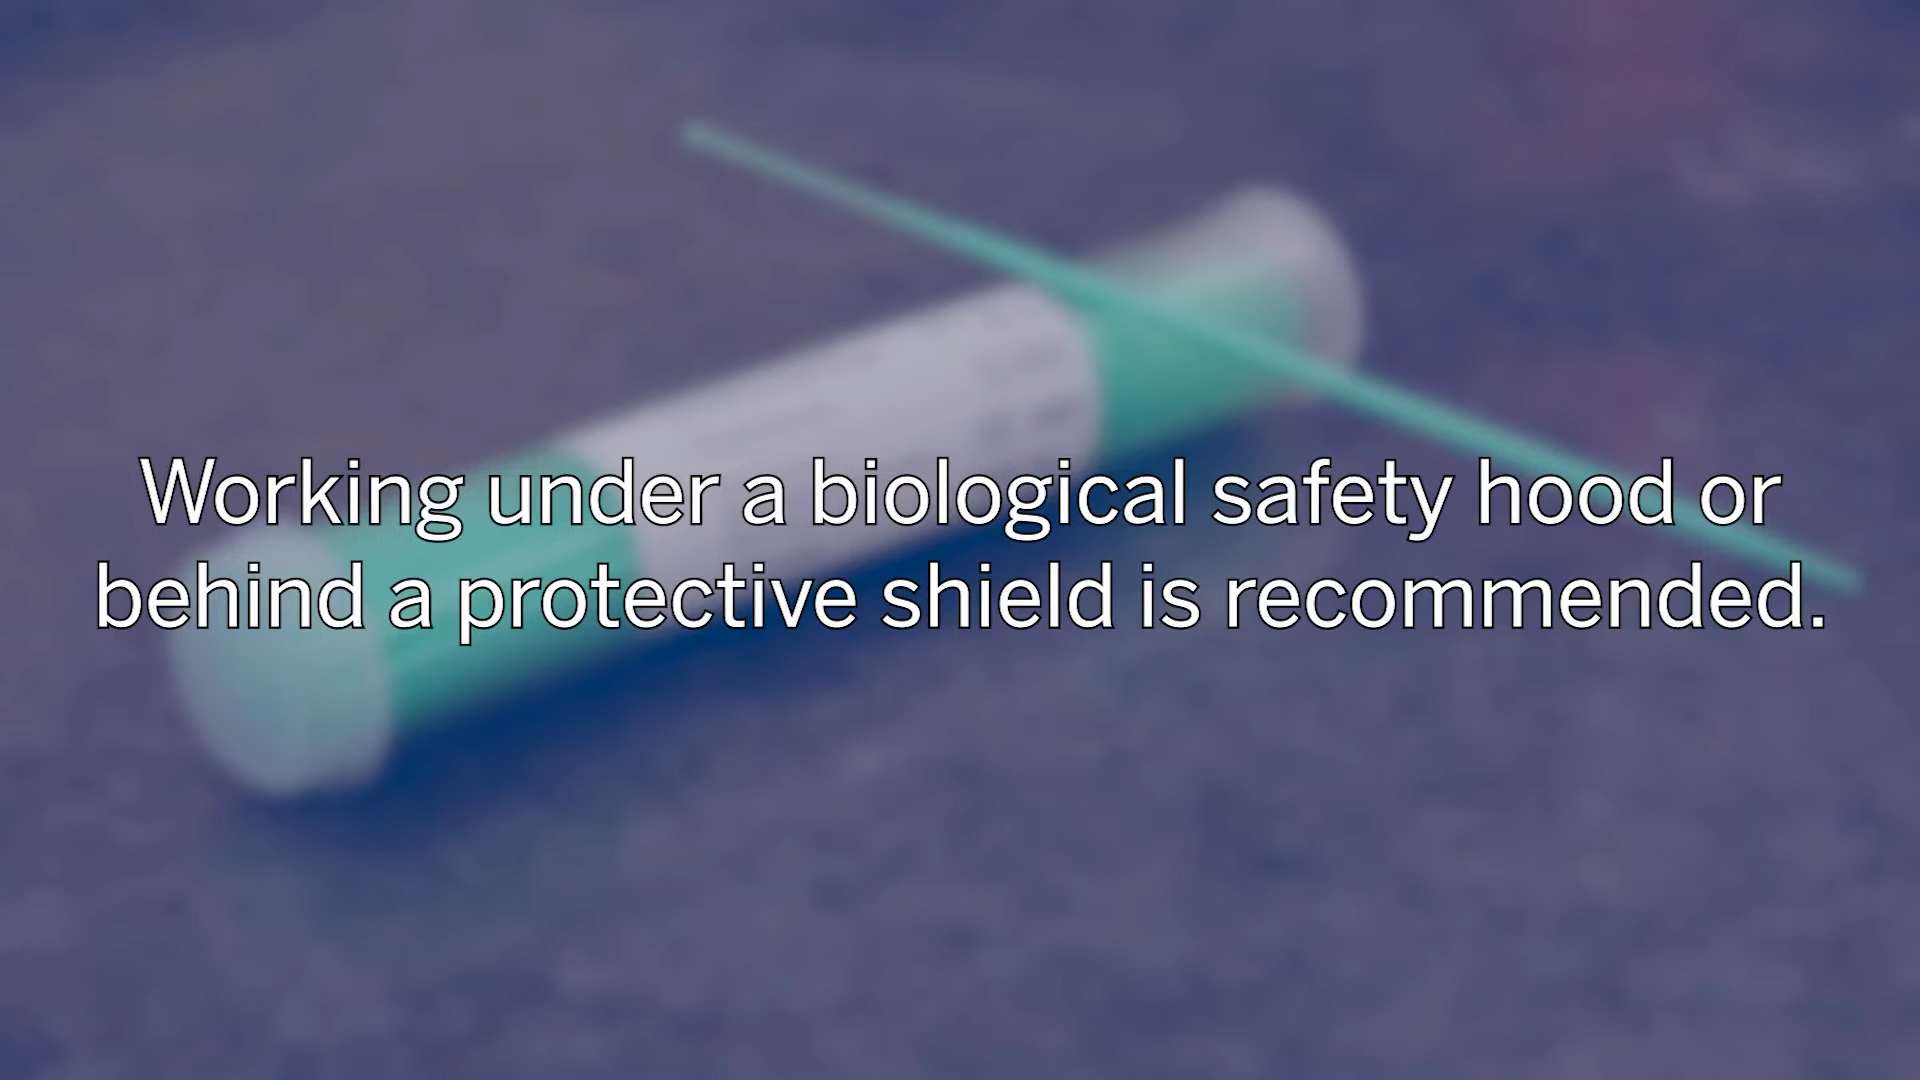 Working under a biological safety hood or
behind a protective shield is recommended.